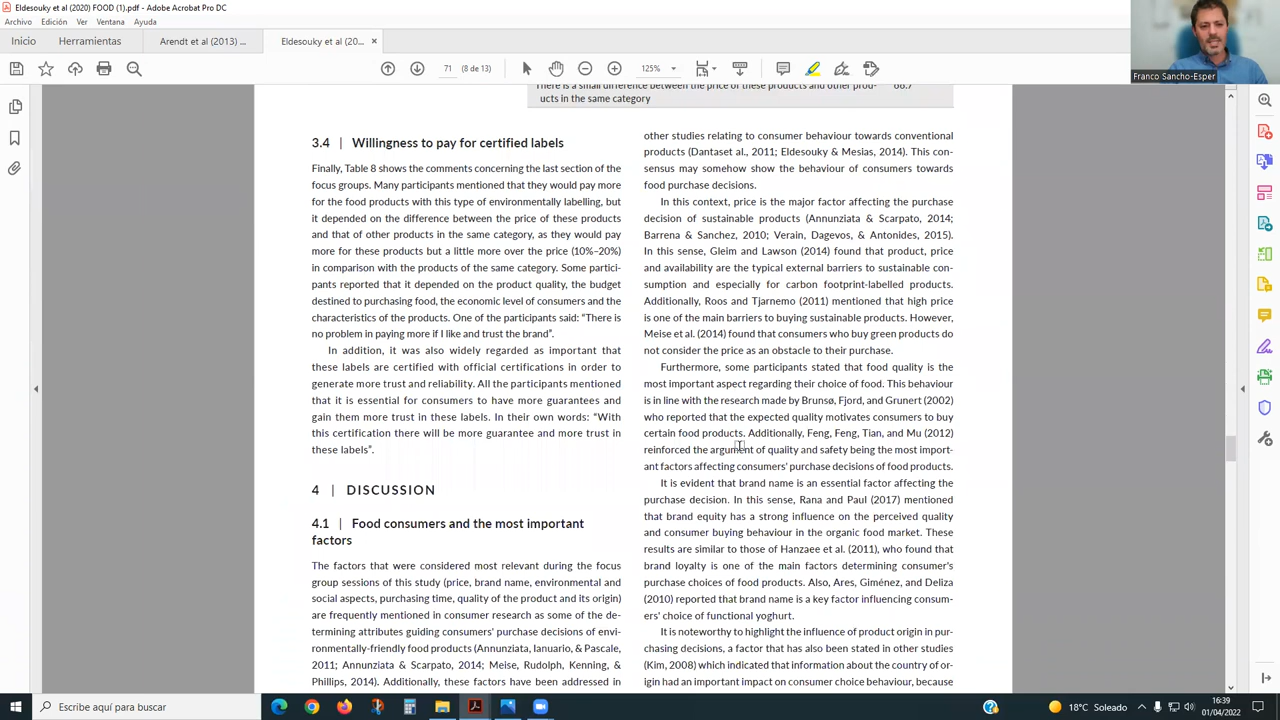 Eldesouky et al (2020) FOOD (1).pdf - Adobe Acrobat Pro DC
Archivo Edición Ver Ventana Ayuda
Inicio Herramientas Arendt et al (2013) ... Eldesouky et al (20... ×
71 (8 de 13) 125%
Franco Sancho-Esper
There is a small difference between the price of these products and other prod-
ucts in the same category
66.7
3.4 | Willingness to pay for certified labels
Finally, Table 8 shows the comments concerning the last section of the
focus groups. Many participants mentioned that they would pay more
for the food products with this type of environmentally labelling, but
it depended on the difference between the price of these products
and that of other products in the same category, as they would pay
more for these products but a little more over the price (10%–20%)
in comparison with the products of the same category. Some partici-
pants reported that it depended on the product quality, the budget
destined to purchasing food, the economic level of consumers and the
characteristics of the products. One of the participants said: “There is
no problem in paying more if I like and trust the brand”.
In addition, it was also widely regarded as important that
these labels are certified with official certifications in order to
generate more trust and reliability. All the participants mentioned
that it is essential for consumers to have more guarantees and
gain them more trust in these labels. In their own words: “With
this certification there will be more guarantee and more trust in
these labels”.
4 | DISCUSSION
4.1 | Food consumers and the most important
factors
The factors that were considered most relevant during the focus
group sessions of this study (price, brand name, environmental and
social aspects, purchasing time, quality of the product and its origin)
are frequently mentioned in consumer research as some of the de-
termining attributes guiding consumers' purchase decisions of envi-
ronmentally-friendly food products (Annunziata, Ianuario, & Pascale,
2011; Annunziata & Scarpato, 2014; Meise, Rudolph, Kenning, &
Phillips, 2014). Additionally, these factors have been addressed in
other studies relating to consumer behaviour towards conventional
products (Dantaset al., 2011; Eldesouky & Mesias, 2014). This con-
sensus may somehow show the behaviour of consumers towards
food purchase decisions.
In this context, price is the major factor affecting the purchase
decision of sustainable products (Annunziata & Scarpato, 2014;
Barrena & Sanchez, 2010; Verain, Dagevos, & Antonides, 2015).
In this sense, Gleim and Lawson (2014) found that product, price
and availability are the typical external barriers to sustainable con-
sumption and especially for carbon footprint-labelled products.
Additionally, Roos and Tjarnemo (2011) mentioned that high price
is one of the main barriers to buying sustainable products. However,
Meise et al. (2014) found that consumers who buy green products do
not consider the price as an obstacle to their purchase.
Furthermore, some participants stated that food quality is the
most important aspect regarding their choice of food. This behaviour
is in line with the research made by Brunsø, Fjord, and Grunert (2002)
who reported that the expected quality motivates consumers to buy
certain food products. Additionally, Feng, Feng, Tian, and Mu (2012)
reinforced the argument of quality and safety being the most import-
ant factors affecting consumers' purchase decisions of food products.
It is evident that brand name is an essential factor affecting the
purchase decision. In this sense, Rana and Paul (2017) mentioned
that brand equity has a strong influence on the perceived quality
and consumer buying behaviour in the organic food market. These
results are similar to those of Hanzaee et al. (2011), who found that
brand loyalty is one of the main factors determining consumer's
purchase choices of food products. Also, Ares, Giménez, and Deliza
(2010) reported that brand name is a key factor influencing consum-
ers' choice of functional yoghurt.
It is noteworthy to highlight the influence of product origin in pur-
chasing decisions, a factor that has also been stated in other studies
(Kim, 2008) which indicated that information about the country of or-
igin had an important impact on consumer choice behaviour, because
Escribe aquí para buscar
18°C Soleado
16:39
01/04/2022